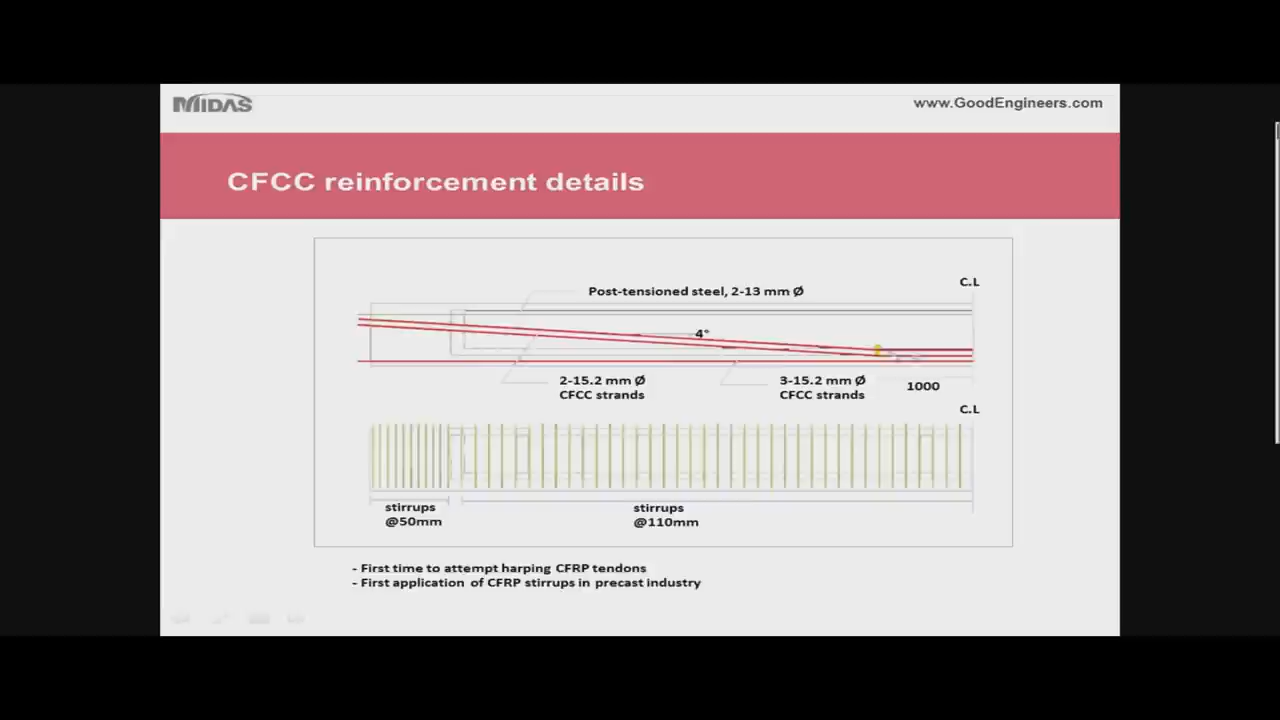 MIDAS
www.GoodEngineers.com
CFCC reinforcement details
C.L
Post-tensioned steel, 2-13 mm Ø
4°
2-15.2 mm Ø
CFCC strands
3-15.2 mm Ø
CFCC strands
1000
C.L
stirrups
@50mm
stirrups
@110mm
- First time to attempt harping CFRP tendons
- First application of CFRP stirrups in precast industry